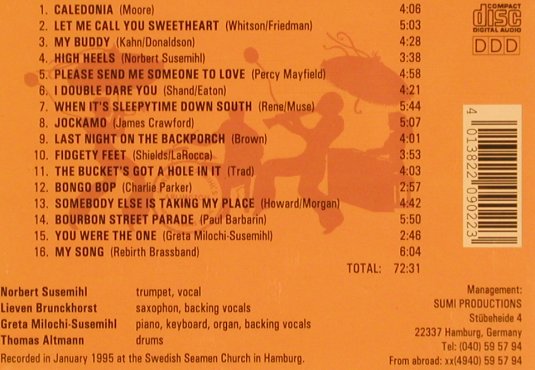 1. CALEDONIA (Moore) 4:06
2. LET ME CALL YOU SWEETHEART (Whitson/Friedman) 5:03
3. MY BUDDY (Kahn/Donaldson) 4:28
4. HIGH HEELS (Norbert Susemihl) 3:38
5. PLEASE SEND ME SOMEONE TO LOVE (Percy Mayfield) 4:58
6. I DOUBLE DARE YOU (Shand/Eaton) 4:21
7. WHEN IT'S SLEEPYTIME DOWN SOUTH (Rene/Muse) 5:44
8. JOCKAMO (James Crawford) 5:01
9. LAST NIGHT ON THE BACKPORCH (Brown) 4:01
10. FIDGETY FEET (Shields/LaRocca) 3:53
11. THE BUCKET'S GOT A HOLE IN IT (Trad) 4:03
12. BONGO BOP (Charlie Parker) 2:57
13. SOMEBODY ELSE IS TAKING MY PLACE (Howard/Morgan) 4:42
14. BOURBON STREET PARADE (Paul Barbarin) 5:50
15. YOU WERE THE ONE (Greta Milochi-Susemihl) 2:46
16. MY SONG (Rebirth Brassband) 6:04
TOTAL: 72:31
COMPACT
disc
DIGITAL AUDIO
DDD
4 013822 090223
Norbert Susemihl trumpet, vocal
Lieven Brunckhorst saxophon, backing vocals
Greta Milochi-Susemihl piano, keyboard, organ, backing vocals
Thomas Altmann drums
Recorded in January 1995 at the Swedish Seamen Church in Hamburg.
Management:
SUMI PRODUCTIONS
Stübeheide 4
22337 Hamburg, Germany
Tel: (040) 59 57 94
From abroad: xx(4940) 59 57 94